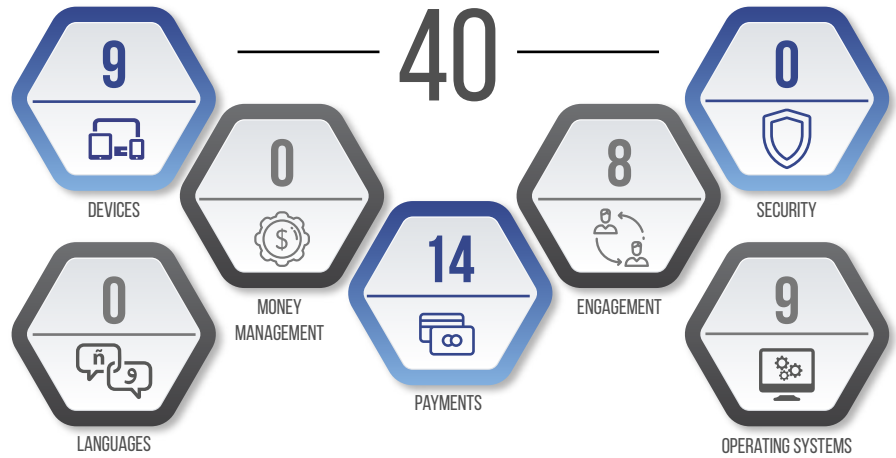 40
9
DEVICES
0
MONEY
MANAGEMENT
14
PAYMENTS
8
ENGAGEMENT
0
SECURITY
0
ñ
و
LANGUAGES
9
OPERATING SYSTEMS
$